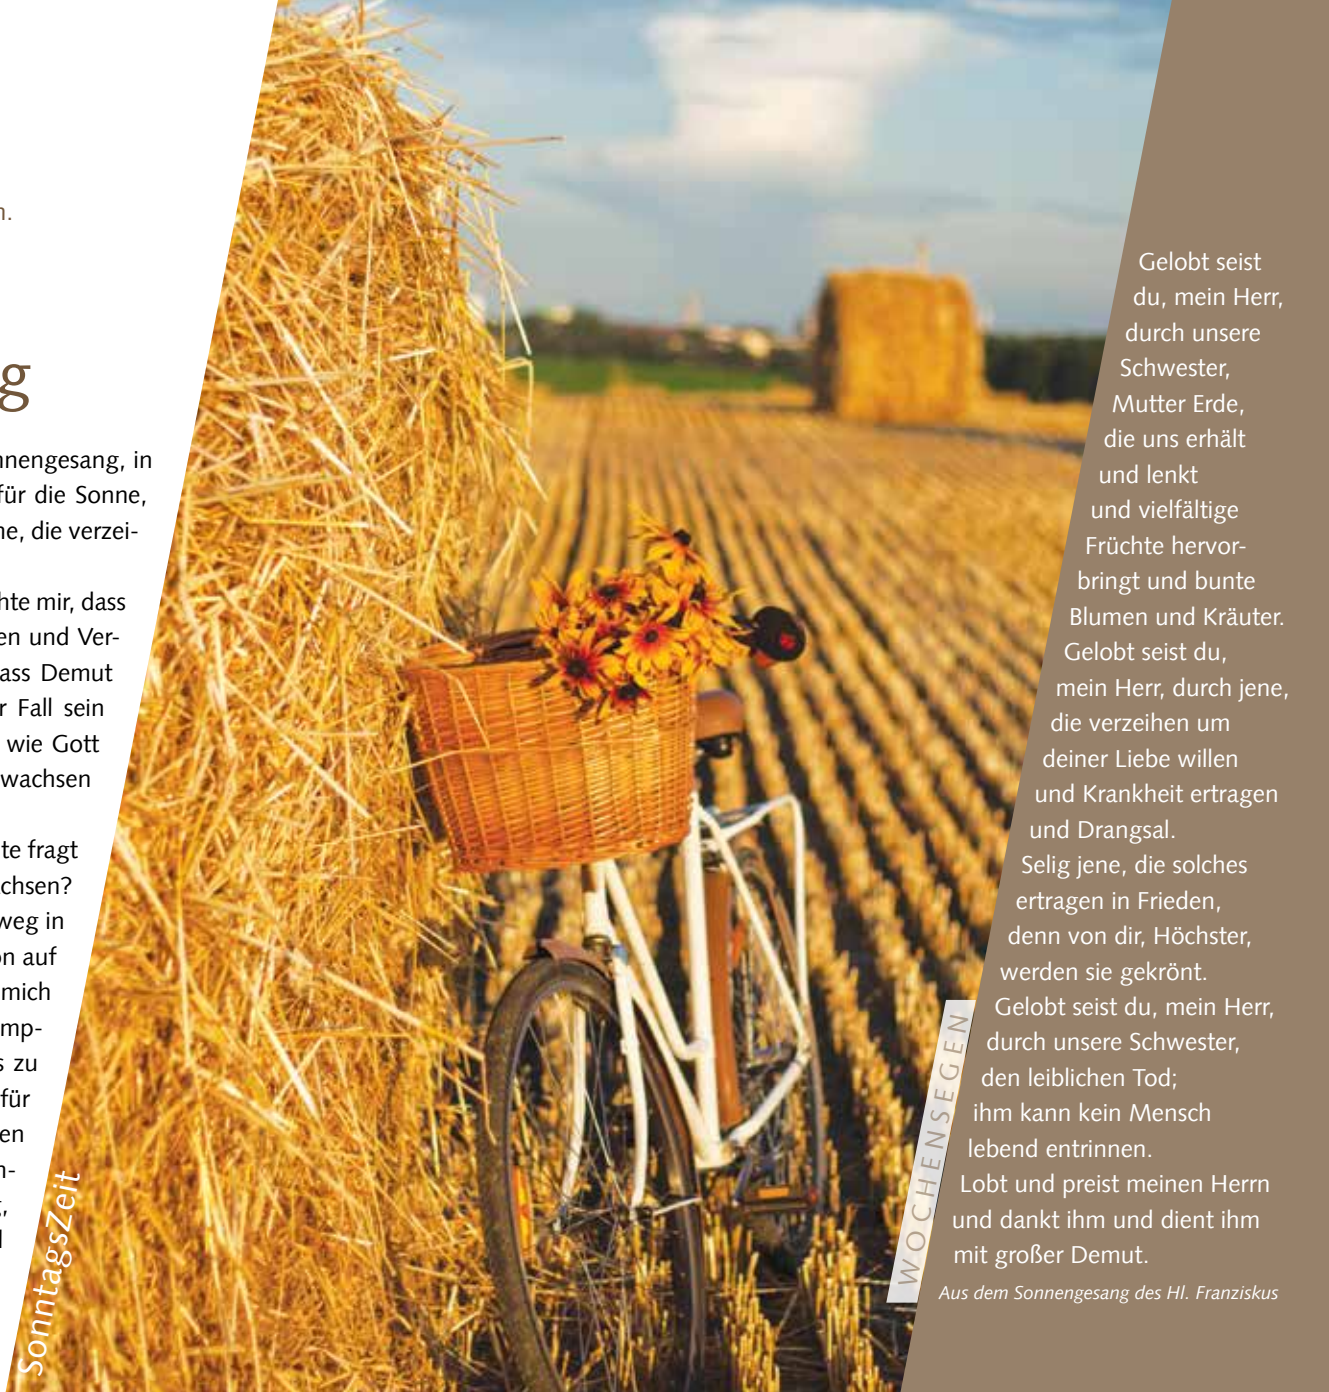 n.
g
nnengesang, in
für die Sonne,
ne, die verzei-
hte mir, dass
en und Ver-
ass Demut
r Fall sein
wie Gott
wachsen
te fragt
chsen?
weg in
on auf
mich
mp-
s zu
für
en
n-
,
SonntagsZeit
Gelobt seist
du, mein Herr,
durch unsere
Schwester,
Mutter Erde,
die uns erhält
und lenkt
und vielfältige
Früchte hervor-
bringt und bunte
Blumen und Kräuter.
Gelobt seist du,
mein Herr, durch jene,
die verzeihen um
deiner Liebe willen
und Krankheit ertragen
und Drangsal.
Selig jene, die solches
ertragen in Frieden,
denn von dir, Höchster,
werden sie gekrönt.
Gelobt seist du, mein Herr,
durch unsere Schwester,
den leiblichen Tod;
ihm kann kein Mensch
lebend entrinnen.
Lobt und preist meinen Herrn
und dankt ihm und dient ihm
mit großer Demut.
Aus dem Sonnengesang des Hl. Franziskus
WOCHENSEGEN